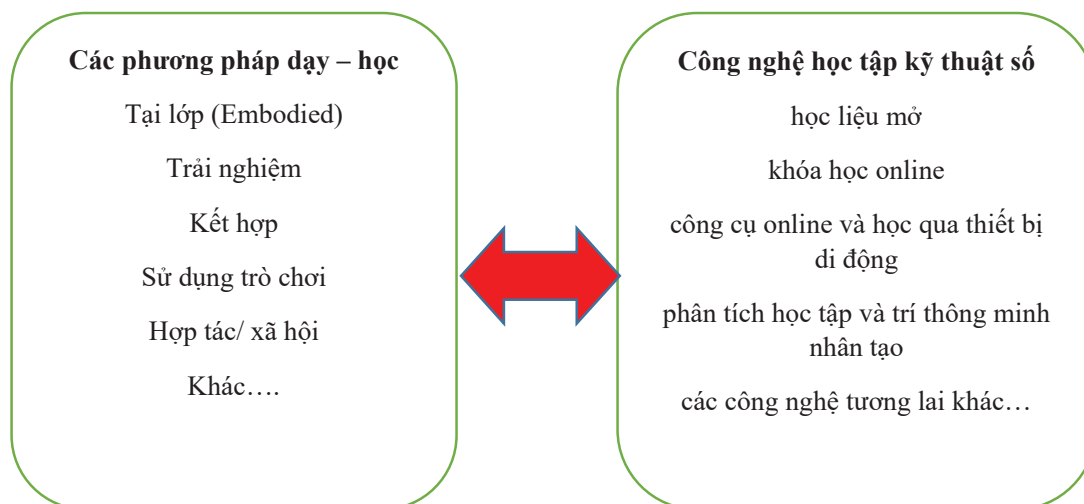 Các phương pháp dạy – học
Tại lớp (Embodied)
Trải nghiệm
Kết hợp
Sử dụng trò chơi
Hợp tác/ xã hội
Khác….
Công nghệ học tập kỹ thuật số
học liệu mở
khóa học online
công cụ online và học qua thiết bị
di động
phân tích học tập và trí thông minh
nhân tạo
các công nghệ tương lai khác…